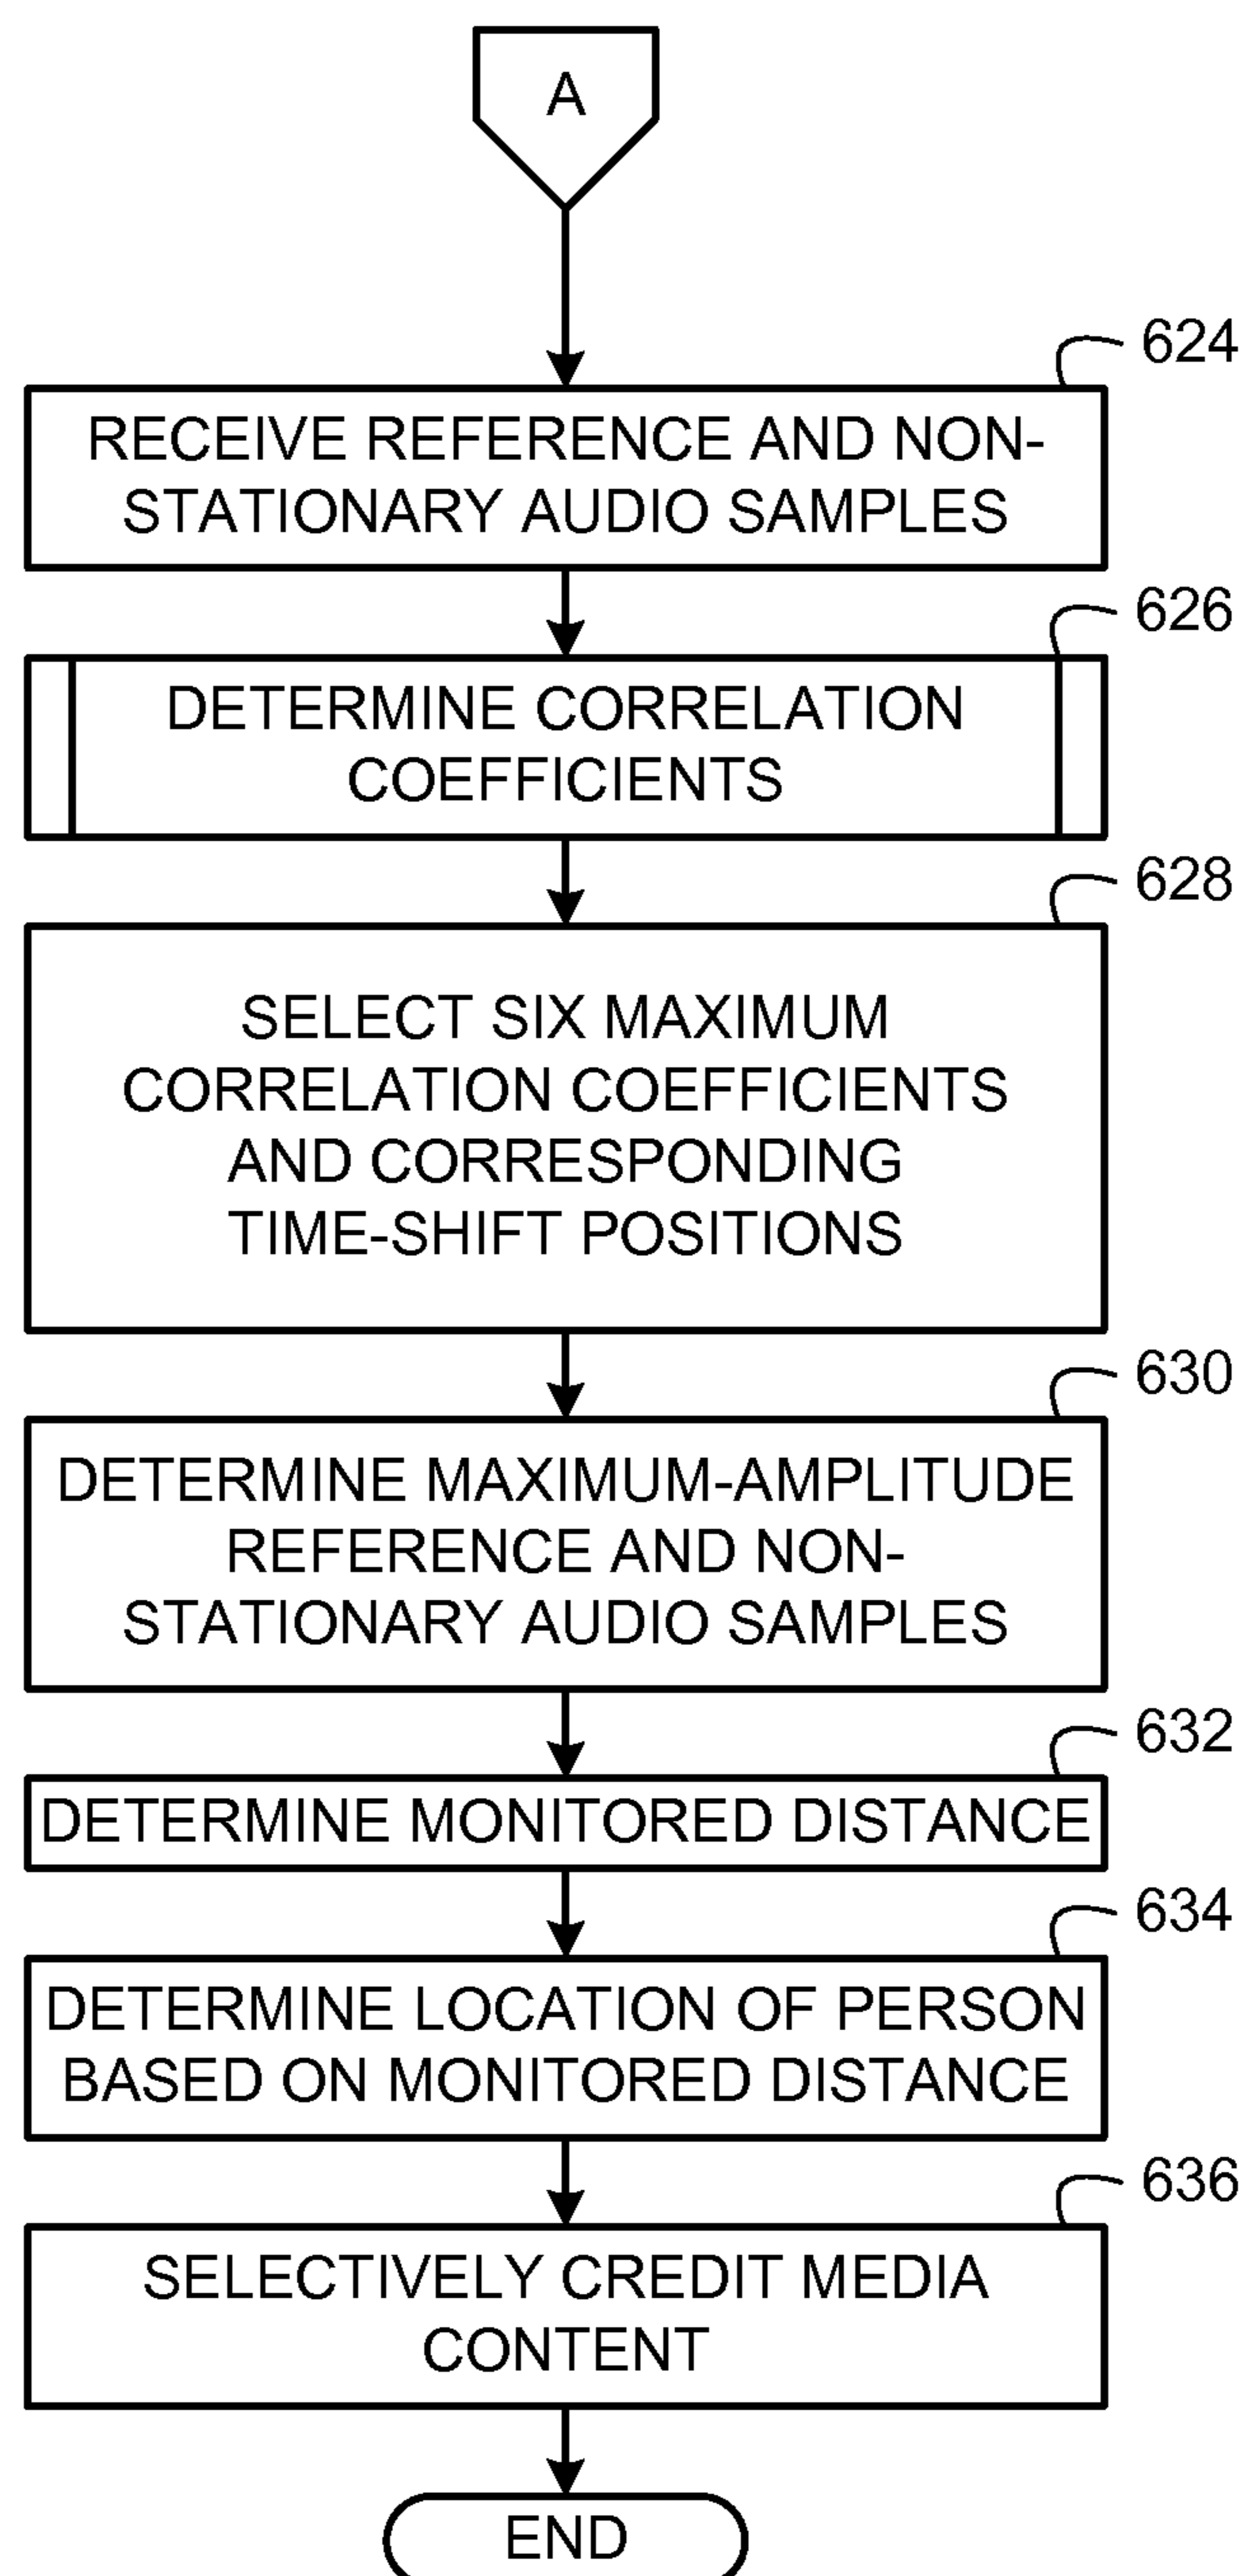 A
624
RECEIVE REFERENCE AND NON-
STATIONARY AUDIO SAMPLES
626
DETERMINE CORRELATION
COEFFICIENTS
628
SELECT SIX MAXIMUM
CORRELATION COEFFICIENTS
AND CORRESPONDING
TIME-SHIFT POSITIONS
630
DETERMINE MAXIMUM-AMPLITUDE
REFERENCE AND NON-
STATIONARY AUDIO SAMPLES
632
DETERMINE MONITORED DISTANCE
634
DETERMINE LOCATION OF PERSON
BASED ON MONITORED DISTANCE
636
SELECTIVELY CREDIT MEDIA
CONTENT
END